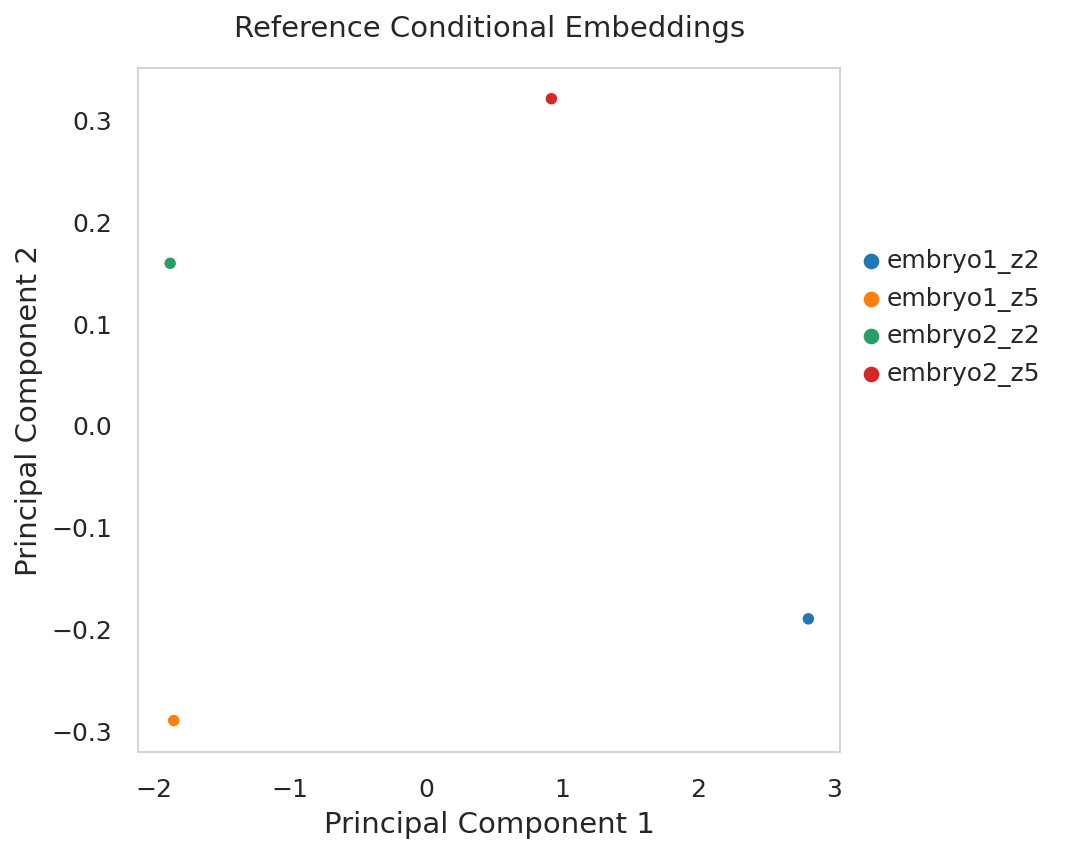 Reference Conditional Embeddings
Principal Component 2
0.3
0.2
0.1
0.0
−0.1
−0.2
−0.3
−2 −1 0 1 2 3
Principal Component 1
embryo1_z2
embryo1_z5
embryo2_z2
embryo2_z5